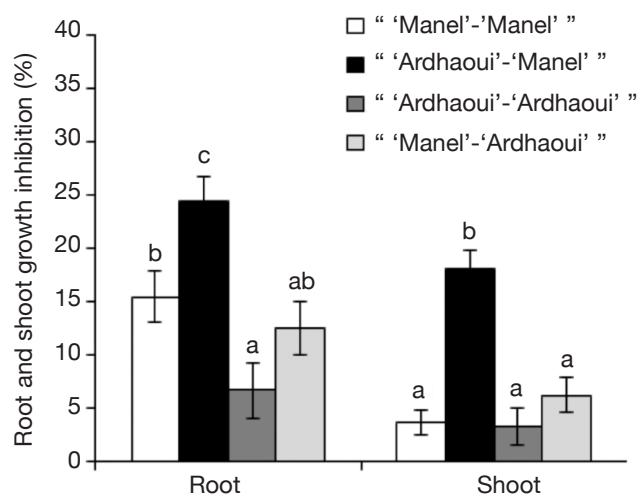 “ ‘Manel’-‘Manel’ ”
“ ‘Ardhaoui’-‘Manel’ ”
“ ‘Ardhaoui’-‘Ardhaoui’ ”
“ ‘Manel’-‘Ardhaoui’ ”
Root and shoot growth inhibition (%)
40
35
30
25
20
15
10
5
0
b
c
a
ab
a
b
a
a
Root
Shoot